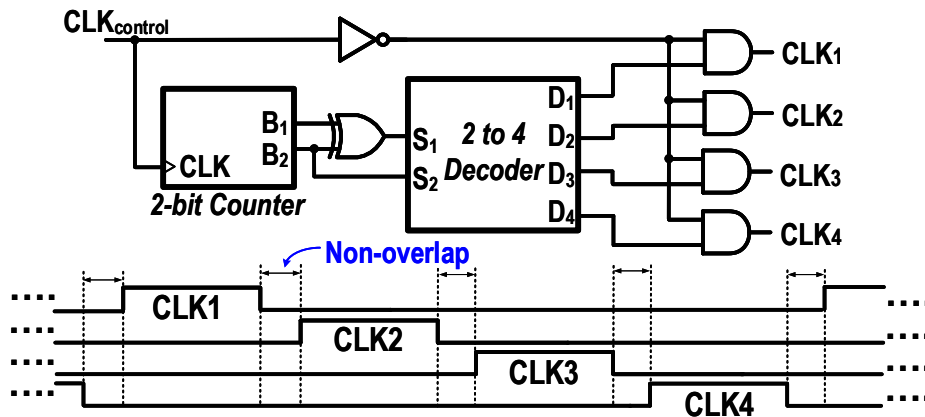 CLKcontrol
CLK1
CLK2
CLK3
CLK4
B1
B2
CLK
2-bit Counter
S1
S2
2 to 4
Decoder
D1
D2
D3
D4
Non-overlap
CLK1
CLK2
CLK3
CLK4